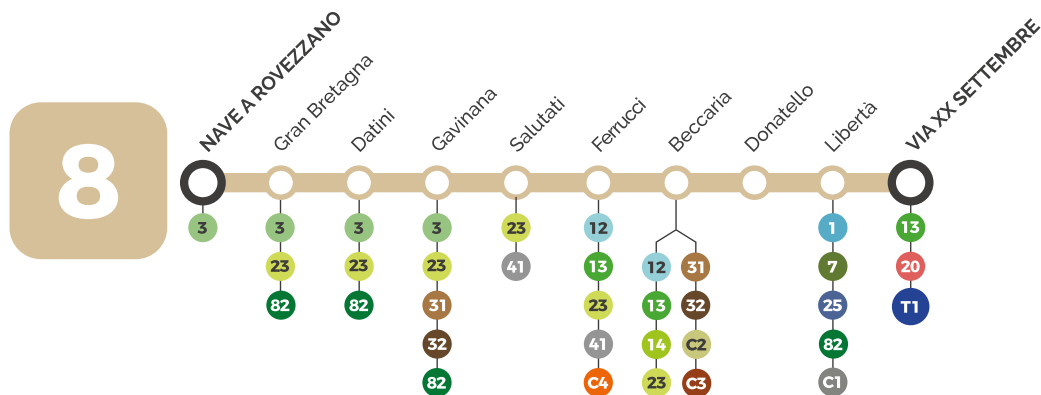 8
NAVE A ROVEZZANO
Gran Bretagna
Datini
Gavinana
Salutati
Ferrucci
Beccaria
Donatello
Libertà
VIA XX SETTEMBRE
3
3
23
82
3
23
82
3
23
31
32
82
23
41
12
13
23
41
C4
12
13
14
23
31
32
C2
C3
1
7
25
82
C1
13
20
T1